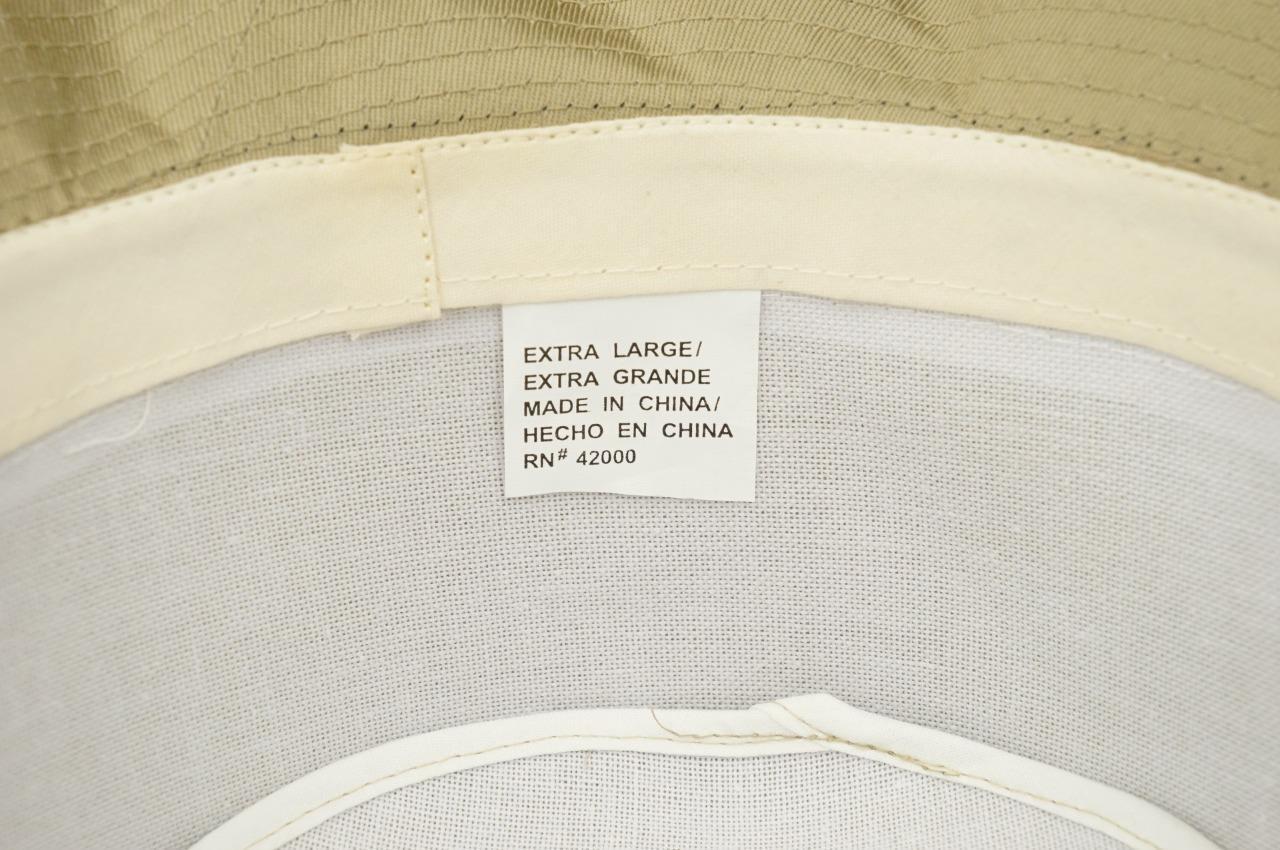 EXTRA LARGE/
EXTRA GRANDE
MADE IN CHINA/
HECHO EN CHINA
RN# 42000